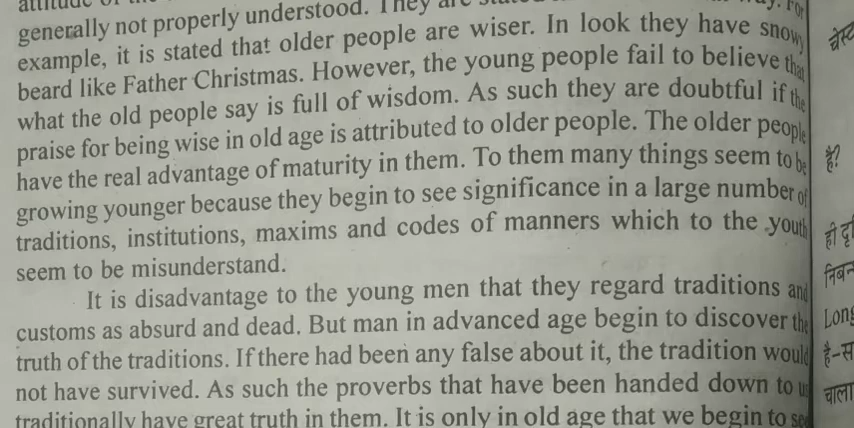 attitude of the
generally not properly understood. They are way. For
example, it is stated that older people are wiser. In look they have snowy
beard like Father Christmas. However, the young people fail to believe that
what the old people say is full of wisdom. As such they are doubtful if the
praise for being wise in old age is attributed to older people. The older people
have the real advantage of maturity in them. To them many things seem to be
growing younger because they begin to see significance in a large number of
traditions, institutions, maxims and codes of manners which to the youth
seem to be misunderstand.
It is disadvantage to the young men that they regard traditions and
customs as absurd and dead. But man in advanced age begin to discover the
truth of the traditions. If there had been any false about it, the tradition would
not have survived. As such the proverbs that have been handed down to us
traditionally have great truth in them. It is only in old age that we begin to see
है?
ही
Long
है-स
चाला